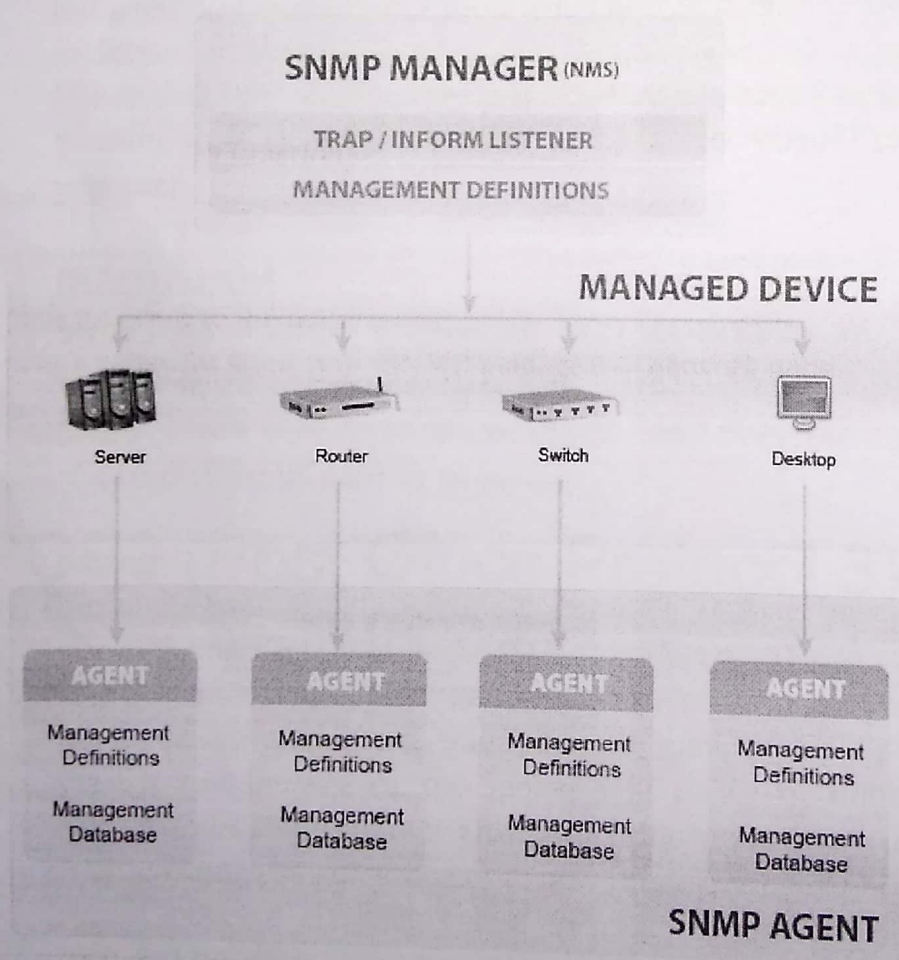 SNMP MANAGER (NMS)
TRAP / INFORM LISTENER
MANAGEMENT DEFINITIONS
MANAGED DEVICE
Server
Router
Switch
Desktop
AGENT
Management
Definitions
Management
Database
AGENT
Management
Definitions
Management
Database
AGENT
Management
Definitions
Management
Database
AGENT
Management
Definitions
Management
Database
SNMP AGENT